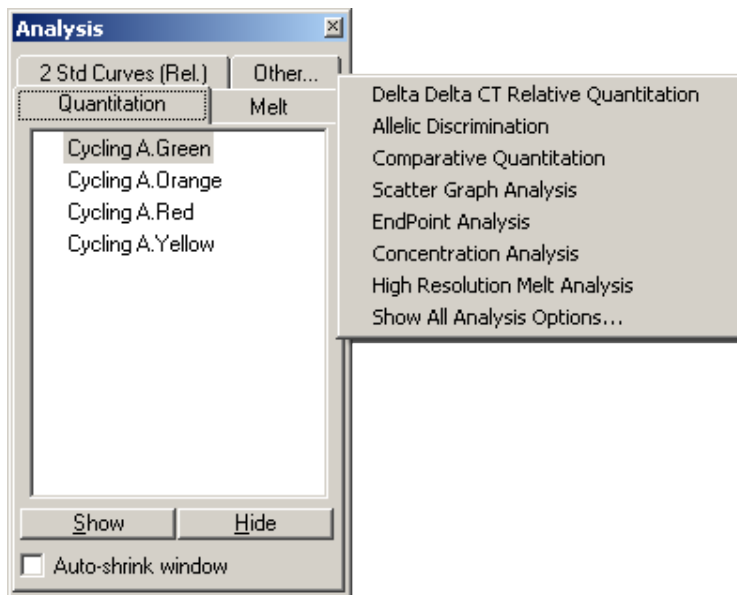 Analysis
2 Std Curves (Rel.) Other...
Quantitation Melt
Cycling A.Green
Cycling A.Orange
Cycling A.Red
Cycling A.Yellow
Show Hide
Auto-shrink window
Delta Delta CT Relative Quantitation
Allelic Discrimination
Comparative Quantitation
Scatter Graph Analysis
EndPoint Analysis
Concentration Analysis
High Resolution Melt Analysis
Show All Analysis Options...